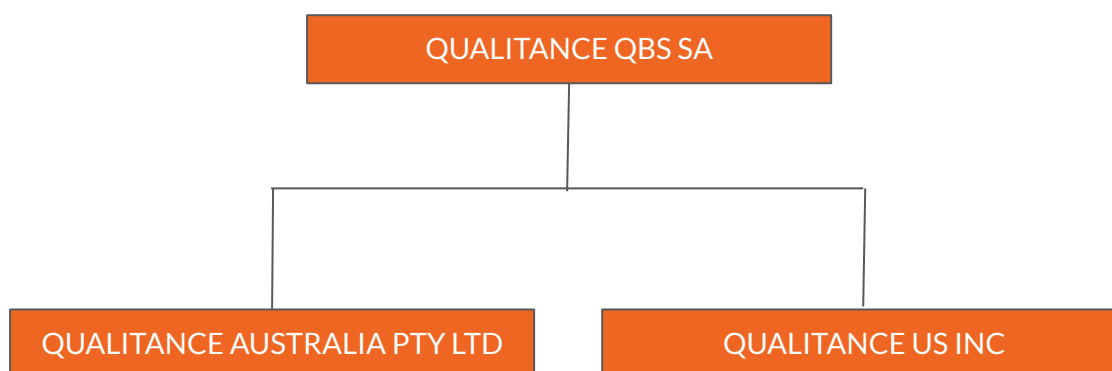 QUALITANCE QBS SA
QUALITANCE AUSTRALIA PTY LTD
QUALITANCE US INC